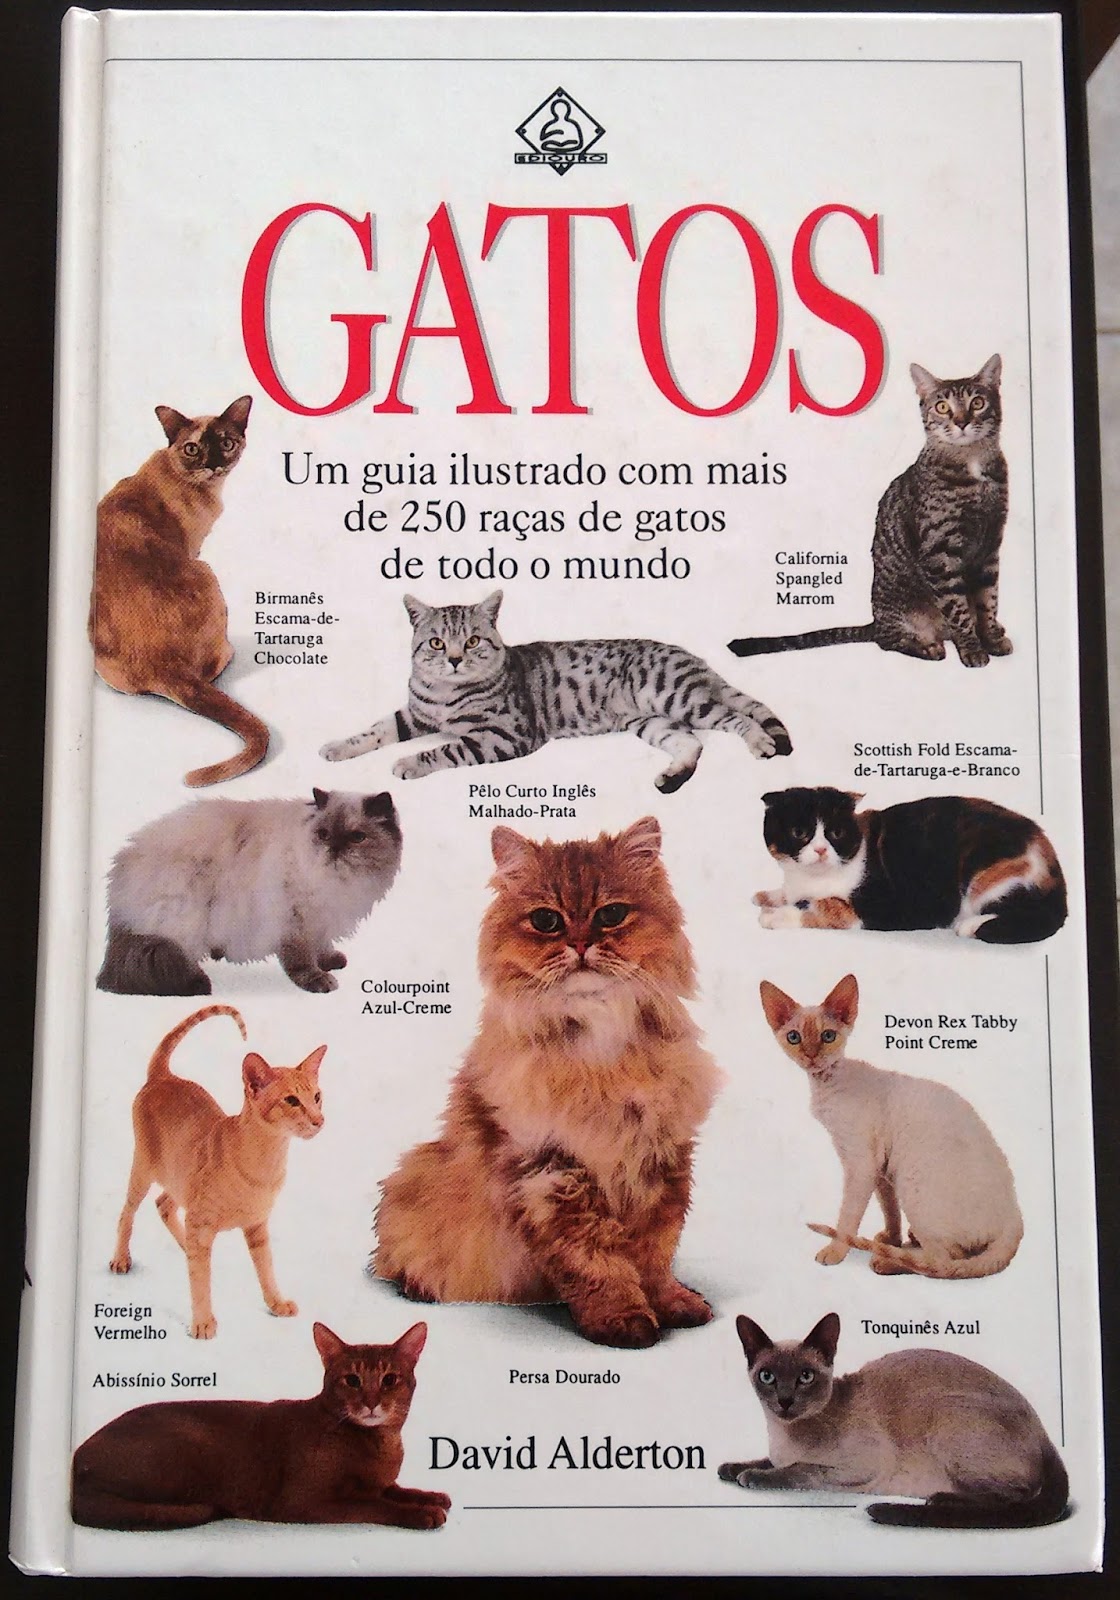 EDIOURO
GATOS
Um guia ilustrado com mais
de 250 raças de gatos
de todo o mundo
California
Spangled
Marrom
Birmanês
Escama-de-
Tartaruga
Chocolate
Scottish Fold Escama-
de-Tartaruga-e-Branco
Pêlo Curto Inglês
Malhado-Prata
Colourpoint
Azul-Creme
Devon Rex Tabby
Point Creme
Foreign
Vermelho
Tonquinês Azul
Abissínio Sorrel
Persa Dourado
David Alderton